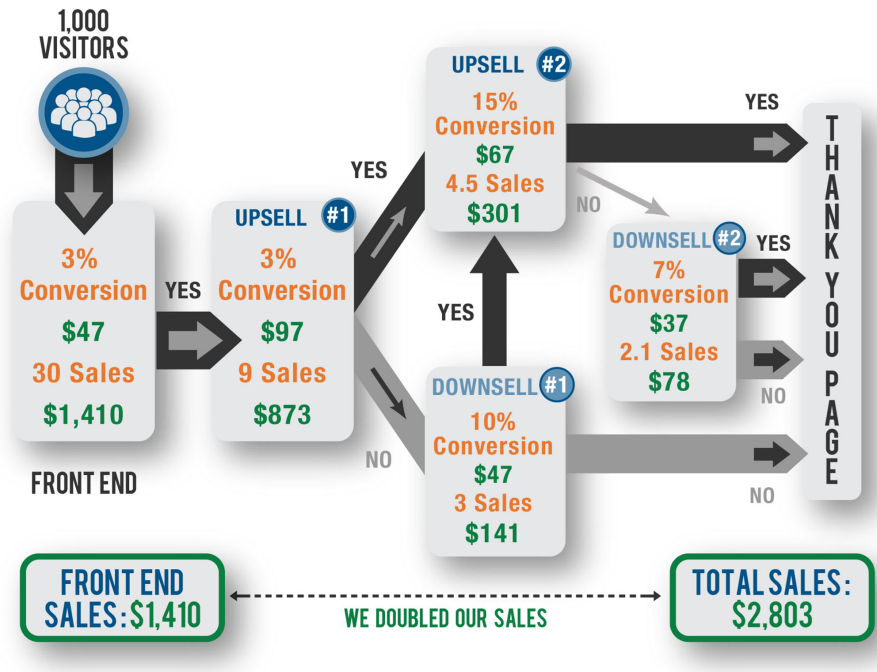 1,000
VISITORS
3%
Conversion
$47
30 Sales
$1,410
FRONT END
YES
UPSELL #1
3%
Conversion
$97
9 Sales
$873
YES
NO
UPSELL #2
15%
Conversion
$67
4.5 Sales
$301
YES
DOWNSELL #1
10%
Conversion
$47
3 Sales
$141
YES
NO
DOWNSELL #2
7%
Conversion
$37
2.1 Sales
$78
YES
NO
NO
THANK YOU PAGE
FRONT END
SALES: $1,410
WE DOUBLED OUR SALES
TOTAL SALES:
$2,803